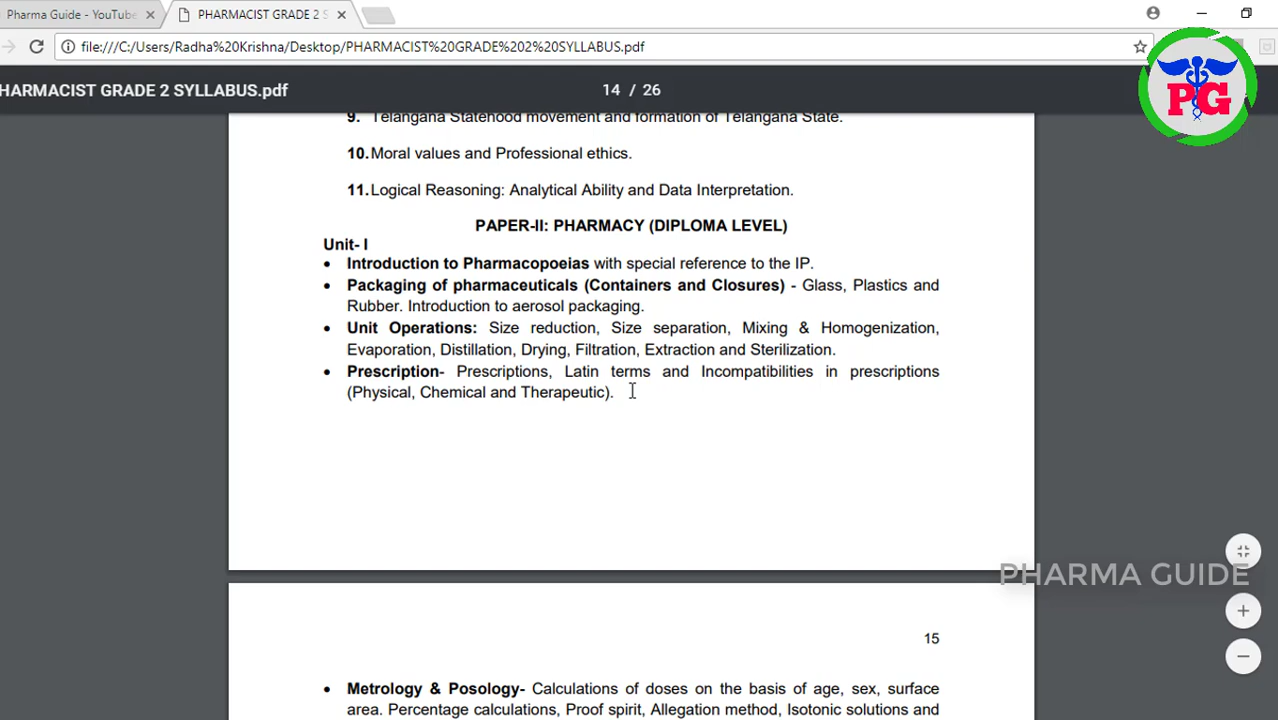 Pharma Guide - YouTube
PHARMACIST GRADE 2 S
file:///C:/Users/Radha%20Krishna/Desktop/PHARMACIST%20GRADE%202%20SYLLABUS.pdf
HARMACIST GRADE 2 SYLLABUS.pdf
14 / 26
PG
9. Telangana Statehood movement and formation of Telangana State.
10. Moral values and Professional ethics.
11. Logical Reasoning: Analytical Ability and Data Interpretation.
PAPER-II: PHARMACY (DIPLOMA LEVEL)
Unit- I
• Introduction to Pharmacopoeias with special reference to the IP.
• Packaging of pharmaceuticals (Containers and Closures) - Glass, Plastics and
Rubber. Introduction to aerosol packaging.
• Unit Operations: Size reduction, Size separation, Mixing & Homogenization,
Evaporation, Distillation, Drying, Filtration, Extraction and Sterilization.
• Prescription- Prescriptions, Latin terms and Incompatibilities in prescriptions
(Physical, Chemical and Therapeutic).
PHARMA GUIDE
15
• Metrology & Posology- Calculations of doses on the basis of age, sex, surface
area. Percentage calculations, Proof spirit, Allegation method, Isotonic solutions and